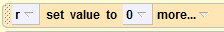 r set value to 0 more...